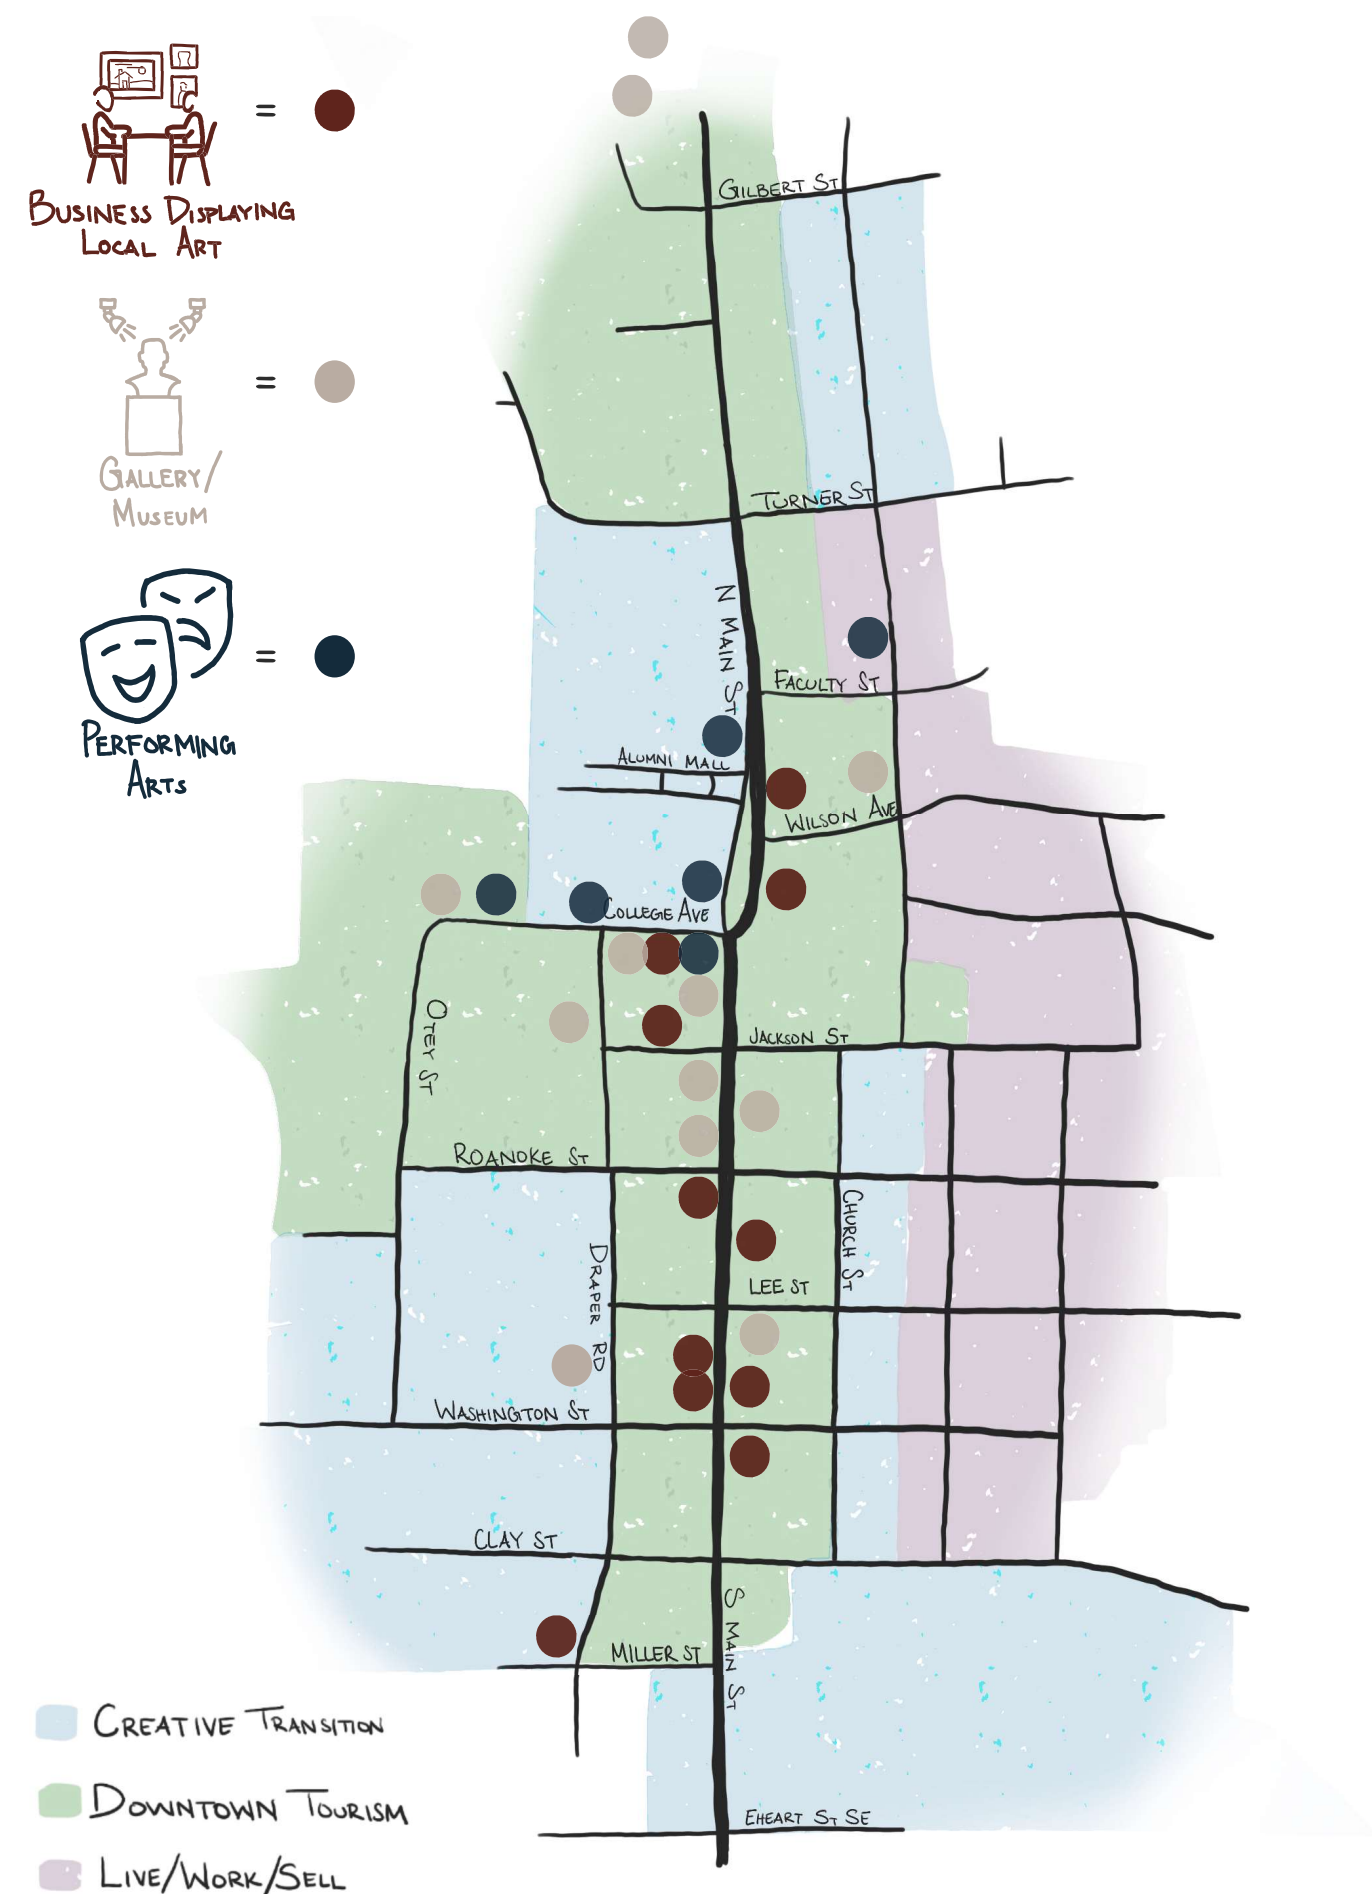 BUSINESS DISPLAYING
LOCAL ART
=
GALLERY/
MUSEUM
=
PERFORMING
ARTS
=
GILBERT ST
TURNER ST
N MAIN ST
FACULTY ST
ALUMNI MALL
WILSON AVE
COLLEGE AVE
OTEY ST
JACKSON ST
ROANOKE ST
CHURCH ST
DRAPER RD
LEE ST
WASHINGTON ST
CLAY ST
S MAIN ST
MILLER ST
EHEART ST SE
CREATIVE TRANSITION
DOWNTOWN TOURISM
LIVE/WORK/SELL